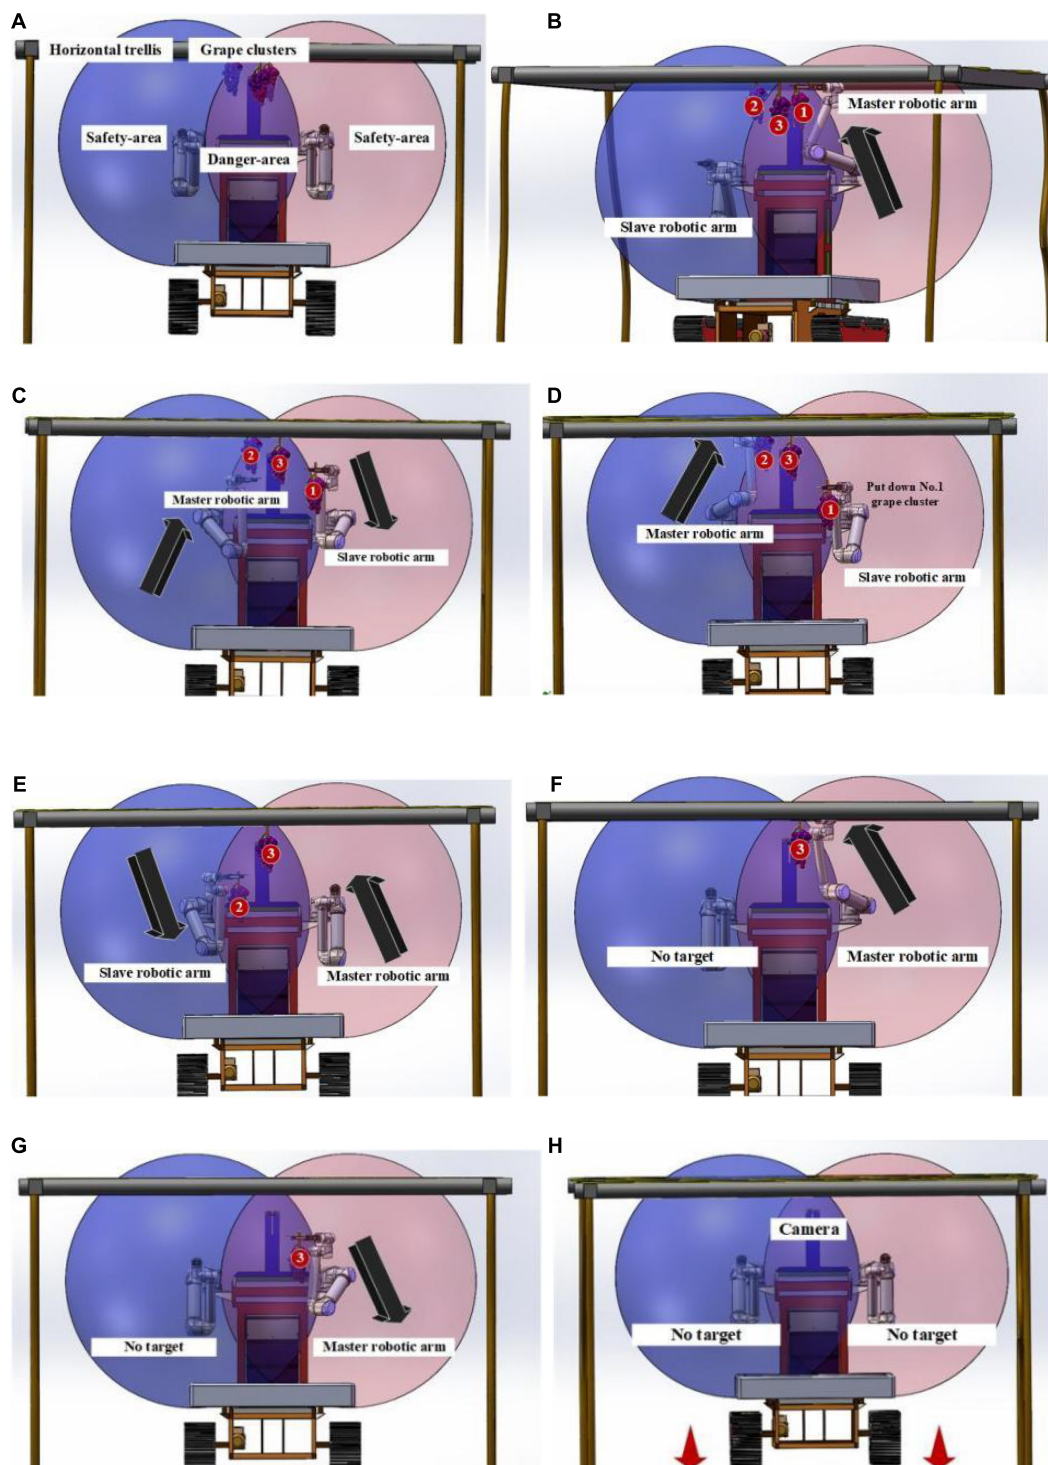 A
Horizontal trellis
Grape clusters
Safety-area
Danger-area
Safety-area
B
2
3
1
Master robotic arm
Slave robotic arm
C
2
3
1
Master robotic arm
Slave robotic arm
D
2
3
1
Put down No.1
grape cluster
Master robotic arm
Slave robotic arm
E
3
2
Slave robotic arm
Master robotic arm
F
3
No target
Master robotic arm
G
3
No target
Master robotic arm
H
Camera
No target
No target